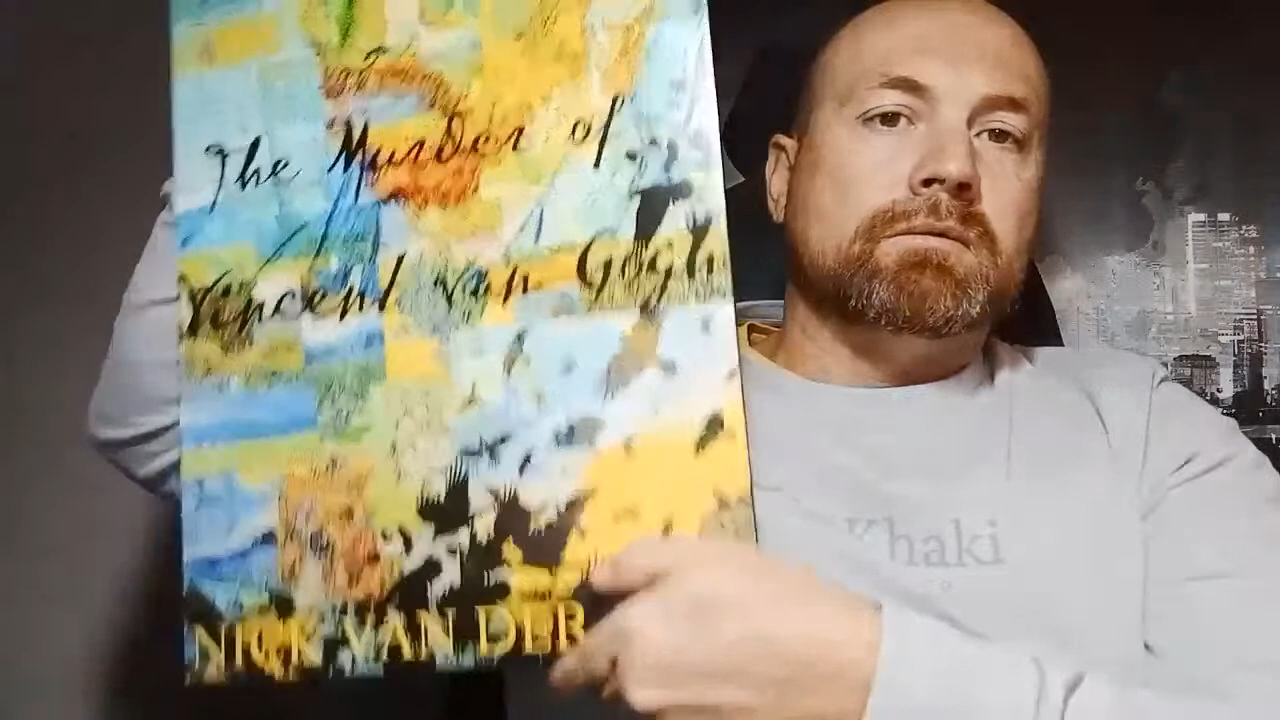 The Murder of
Vincent van Gogh
NICK VAN DER
Khaki